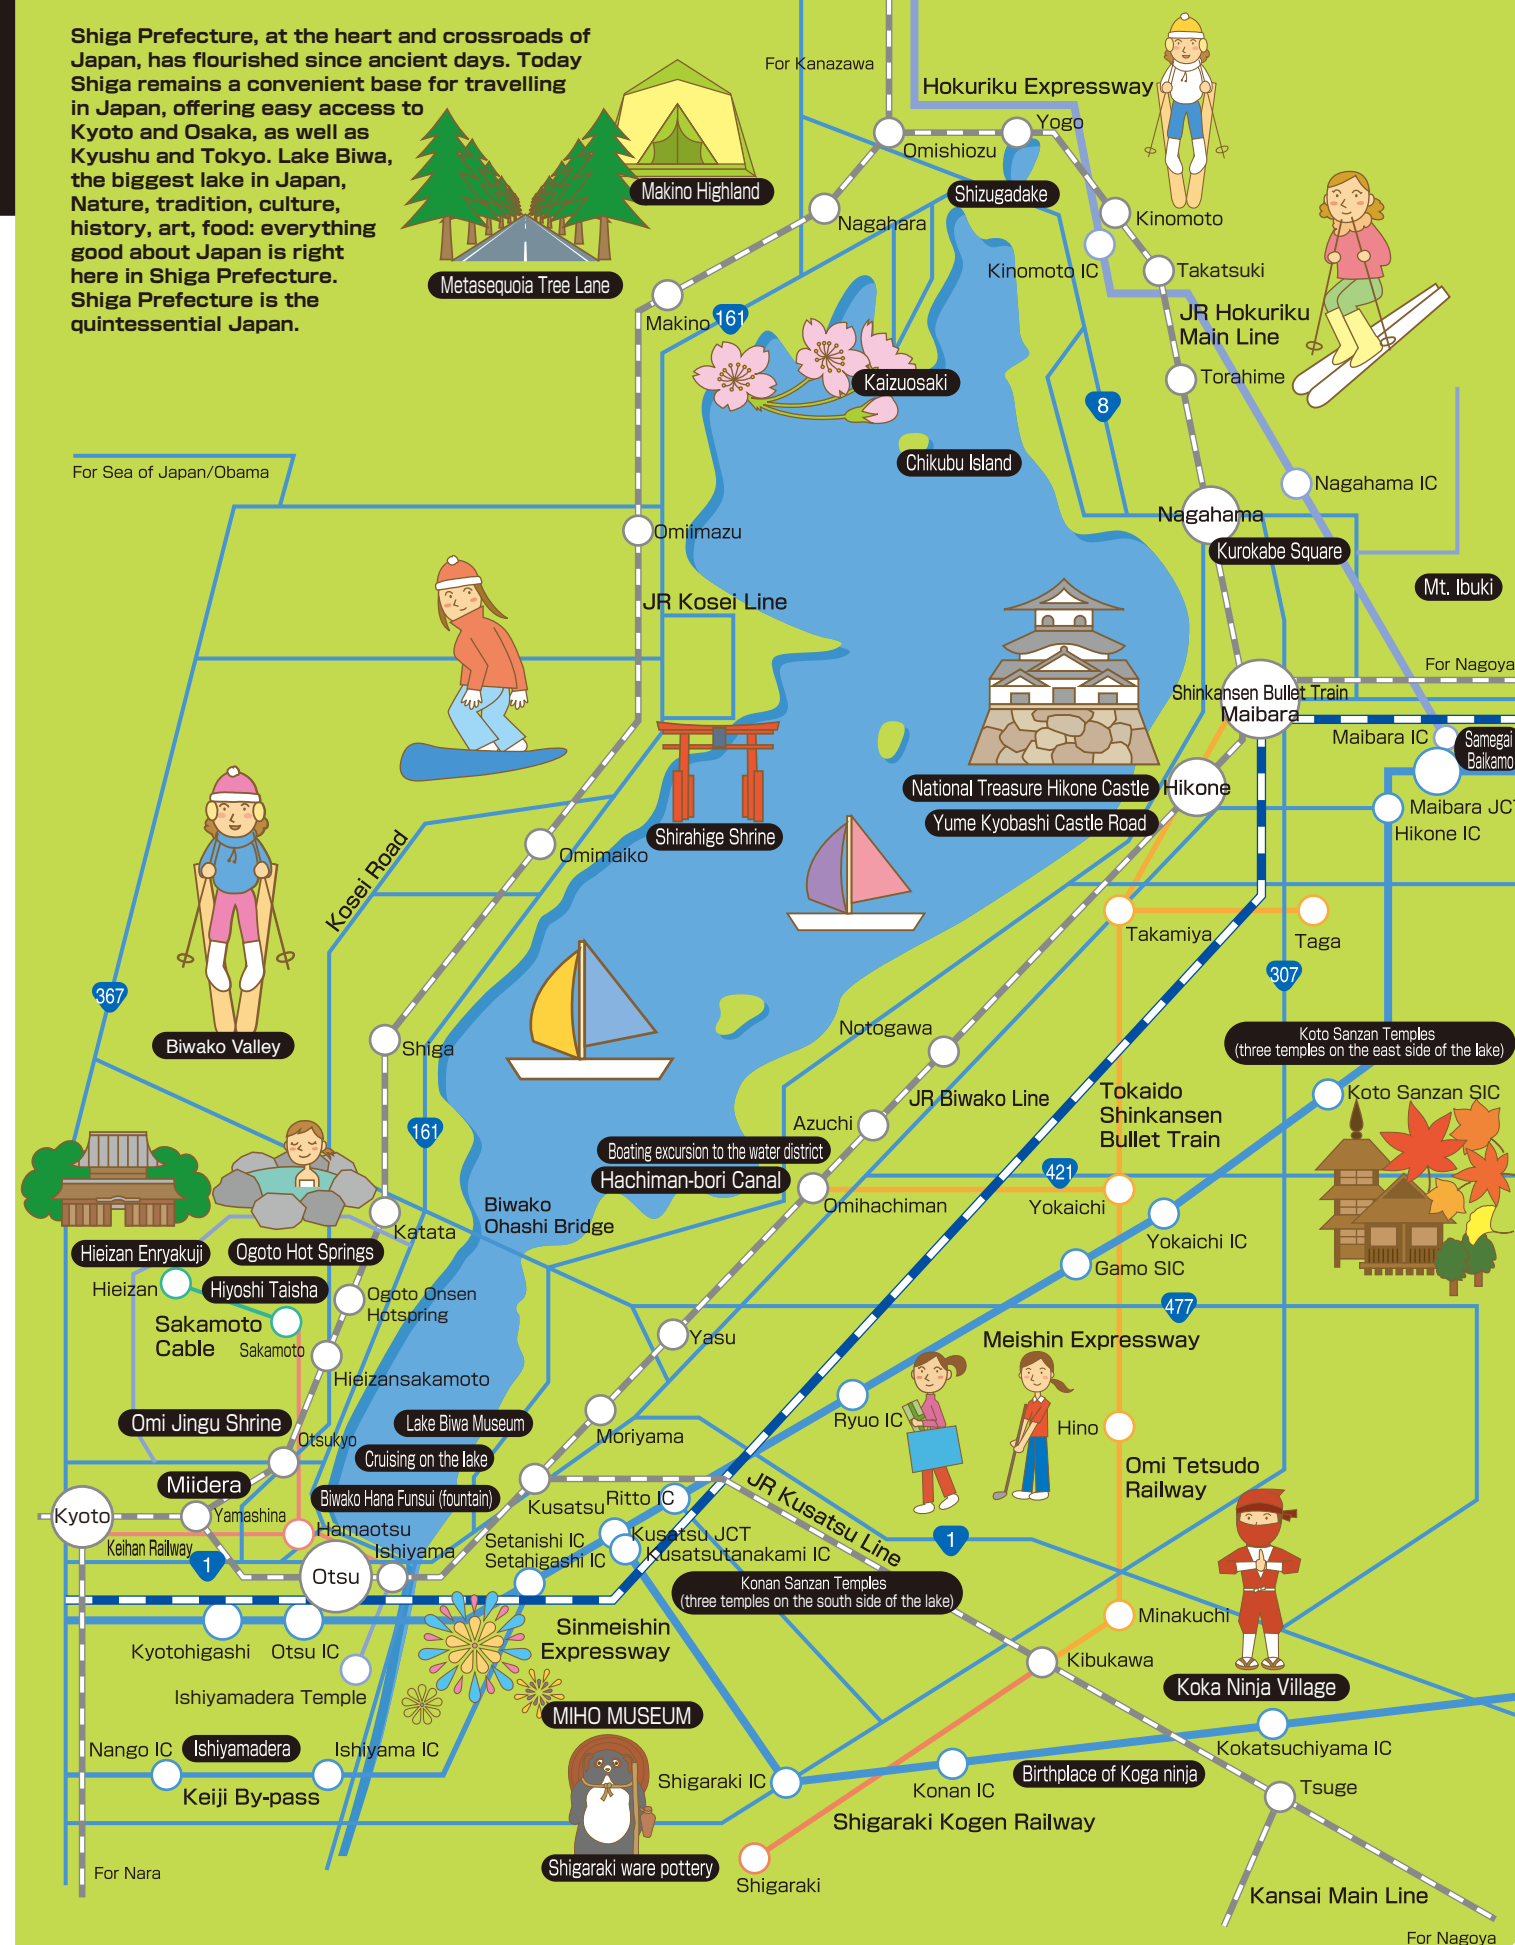 Shiga Prefecture, at the heart and crossroads of
Japan, has flourished since ancient days. Today
Shiga remains a convenient base for travelling
in Japan, offering easy access to
Kyoto and Osaka, as well as
Kyushu and Tokyo. Lake Biwa,
the biggest lake in Japan,
Nature, tradition, culture,
history, art, food: everything
good about Japan is right
here in Shiga Prefecture.
Shiga Prefecture is the
quintessential Japan.
For Kanazawa
Hokuriku Expressway
Yogo
Omishiozu
Makino Highland
Shizugadake
Nagahara
Kinomoto
Kinomoto IC
Takatsuki
Metasequoia Tree Lane
Makino
161
JR Hokuriku
Main Line
Torahime
Kaizuosaki
8
Chikubu Island
For Sea of Japan/Obama
Nagahama IC
Nagahama
Omiimazu
Kurokabe Square
Mt. Ibuki
JR Kosei Line
For Nagoya
Shinkansen Bullet Train
Maibara
Maibara IC
Samegai
Baikamo
National Treasure Hikone Castle
Hikone
Maibara JCT
Yume Kyobashi Castle Road
Hikone IC
Shirahige Shrine
Omimaiko
Kosei Road
Takamiya
Taga
307
367
Notogawa
Koto Sanzan Temples
(three temples on the east side of the lake)
Biwako Valley
Shiga
JR Biwako Line
Tokaido
Shinkansen
Bullet Train
Koto Sanzan SIC
Azuchi
161
Boating excursion to the water district
Hachiman-bori Canal
421
Omihachiman
Yokaichi
Biwako
Ohashi Bridge
Katata
Yokaichi IC
Hieizan Enryakuji
Ogoto Hot Springs
Gamo SIC
Hieizan
Hiyoshi Taisha
Ogoto Onsen
Hotspring
477
Sakamoto
Cable
Sakamoto
Yasu
Meishin Expressway
Hieizansakamoto
Omi Jingu Shrine
Lake Biwa Museum
Ryuo IC
Hino
Otsukyo
Moriyama
Cruising on the lake
Omi Tetsudo
Railway
Miidera
Biwako Hana Funsui (fountain)
Kusatsu
Ritto IC
JR Kusatsu Line
Kyoto
Yamashina
Hamaotsu
Kusatsu JCT
1
Keihan Railway
Setanishi IC
Setahigashi IC
Ishiyama
Kusatsutanakami IC
1
Otsu
Konan Sanzan Temples
(three temples on the south side of the lake)
Minakuchi
Sinmeishin
Expressway
Kyotohigashi
Otsu IC
Kibukawa
Ishiyamadera Temple
Koka Ninja Village
MIHO MUSEUM
Nango IC
Ishiyamadera
Ishiyama IC
Kokatsuchiyama IC
Shigaraki IC
Konan IC
Birthplace of Koga ninja
Tsuge
Keiji By-pass
Shigaraki Kogen Railway
For Nara
Shigaraki ware pottery
Shigaraki
Kansai Main Line
For Nagoya